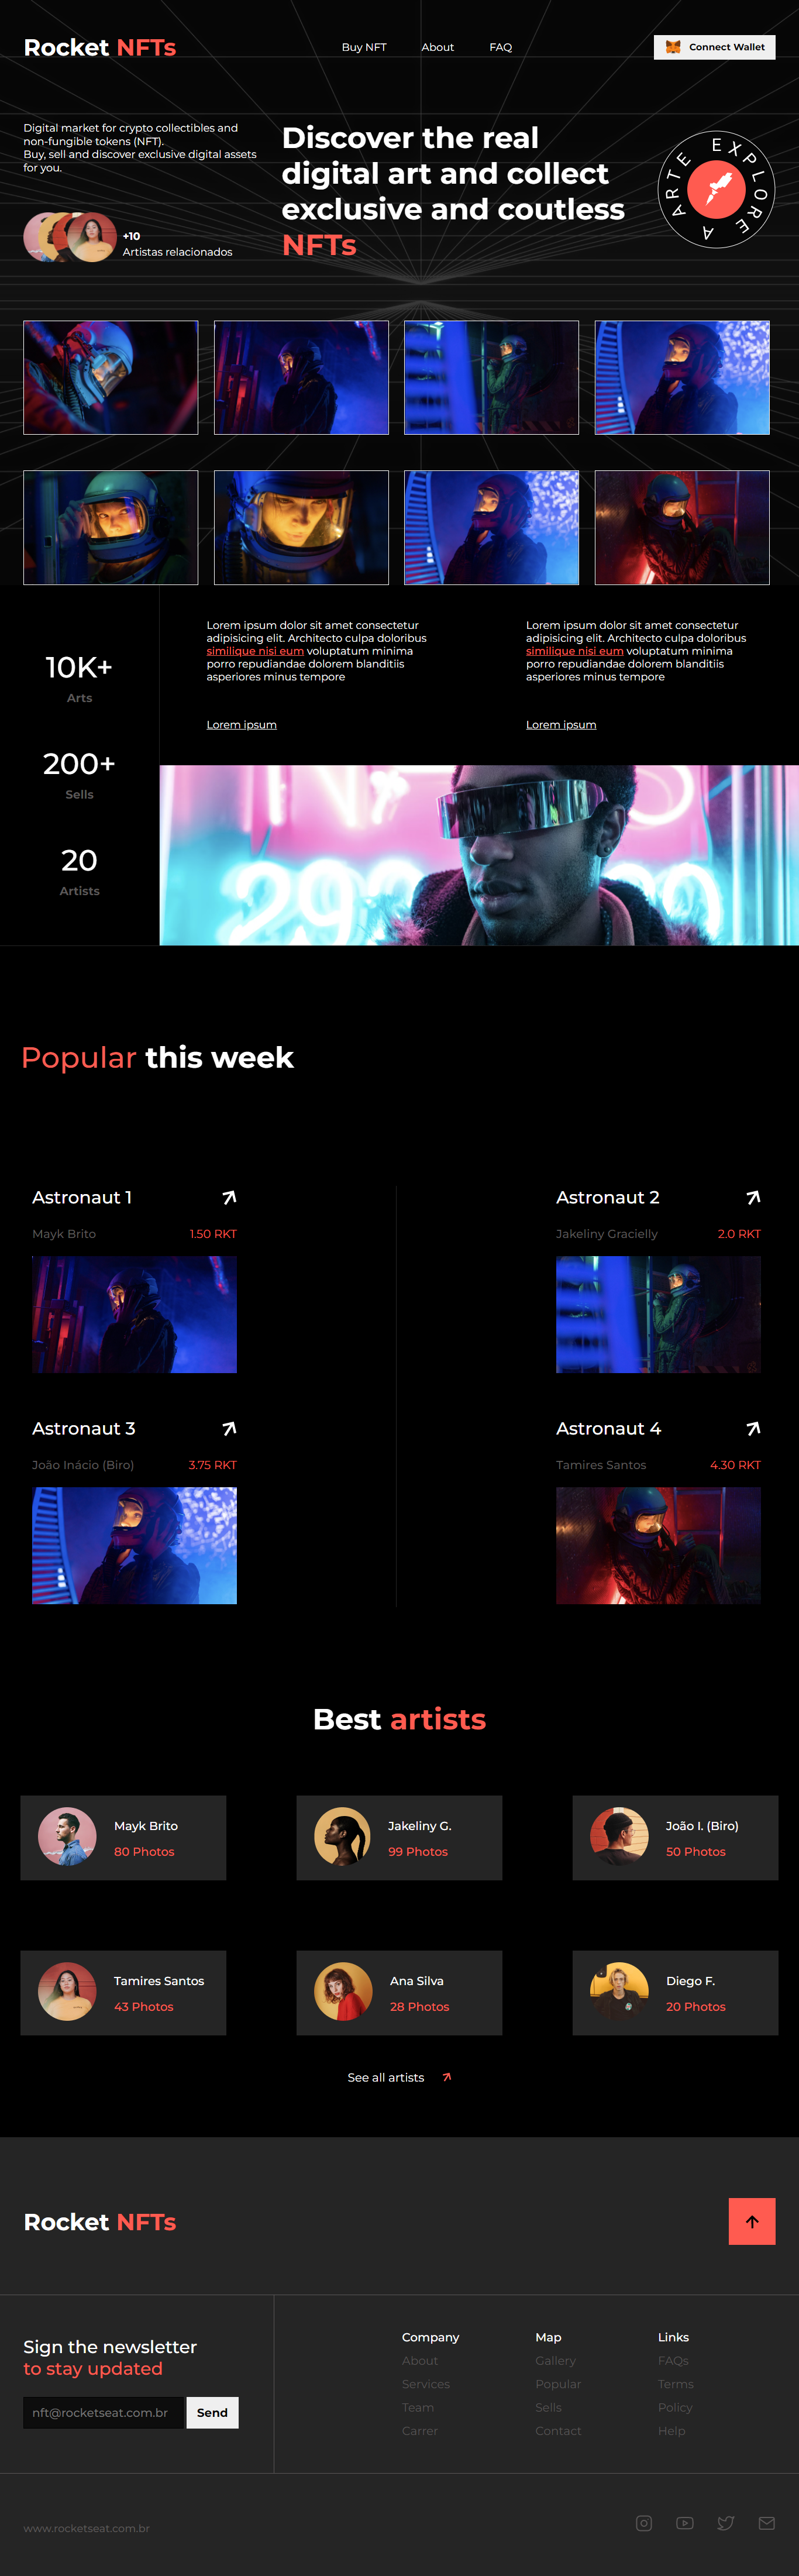 Rocket NFTs
Buy NFT
About
FAQ
Connect Wallet
Digital market for crypto collectibles and
non-fungible tokens (NFT).
Buy, sell and discover exclusive digital assets
for you.
+10
Artistas relacionados
Discover the real
digital art and collect
exclusive and coutless
NFTs
EXPLORE A ARTE
10K+
Arts
200+
Sells
20
Artists
Lorem ipsum dolor sit amet consectetur
adipisicing elit. Architecto culpa doloribus
similique nisi eum voluptatum minima
porro repudiandae dolorem blanditiis
asperiores minus tempore
Lorem ipsum
Lorem ipsum dolor sit amet consectetur
adipisicing elit. Architecto culpa doloribus
similique nisi eum voluptatum minima
porro repudiandae dolorem blanditiis
asperiores minus tempore
Lorem ipsum
Popular this week
Astronaut 1
Mayk Brito
1.50 RKT
Astronaut 2
Jakeliny Gracielly
2.0 RKT
Astronaut 3
João Inácio (Biro)
3.75 RKT
Astronaut 4
Tamires Santos
4.30 RKT
Best artists
Mayk Brito
80 Photos
Jakeliny G.
99 Photos
João I. (Biro)
50 Photos
Tamires Santos
43 Photos
Ana Silva
28 Photos
Diego F.
20 Photos
See all artists
Rocket NFTs
Sign the newsletter
to stay updated
nft@rocketseat.com.br
Send
Company
About
Services
Team
Carrer
Map
Gallery
Popular
Sells
Contact
Links
FAQs
Terms
Policy
Help
www.rocketseat.com.br